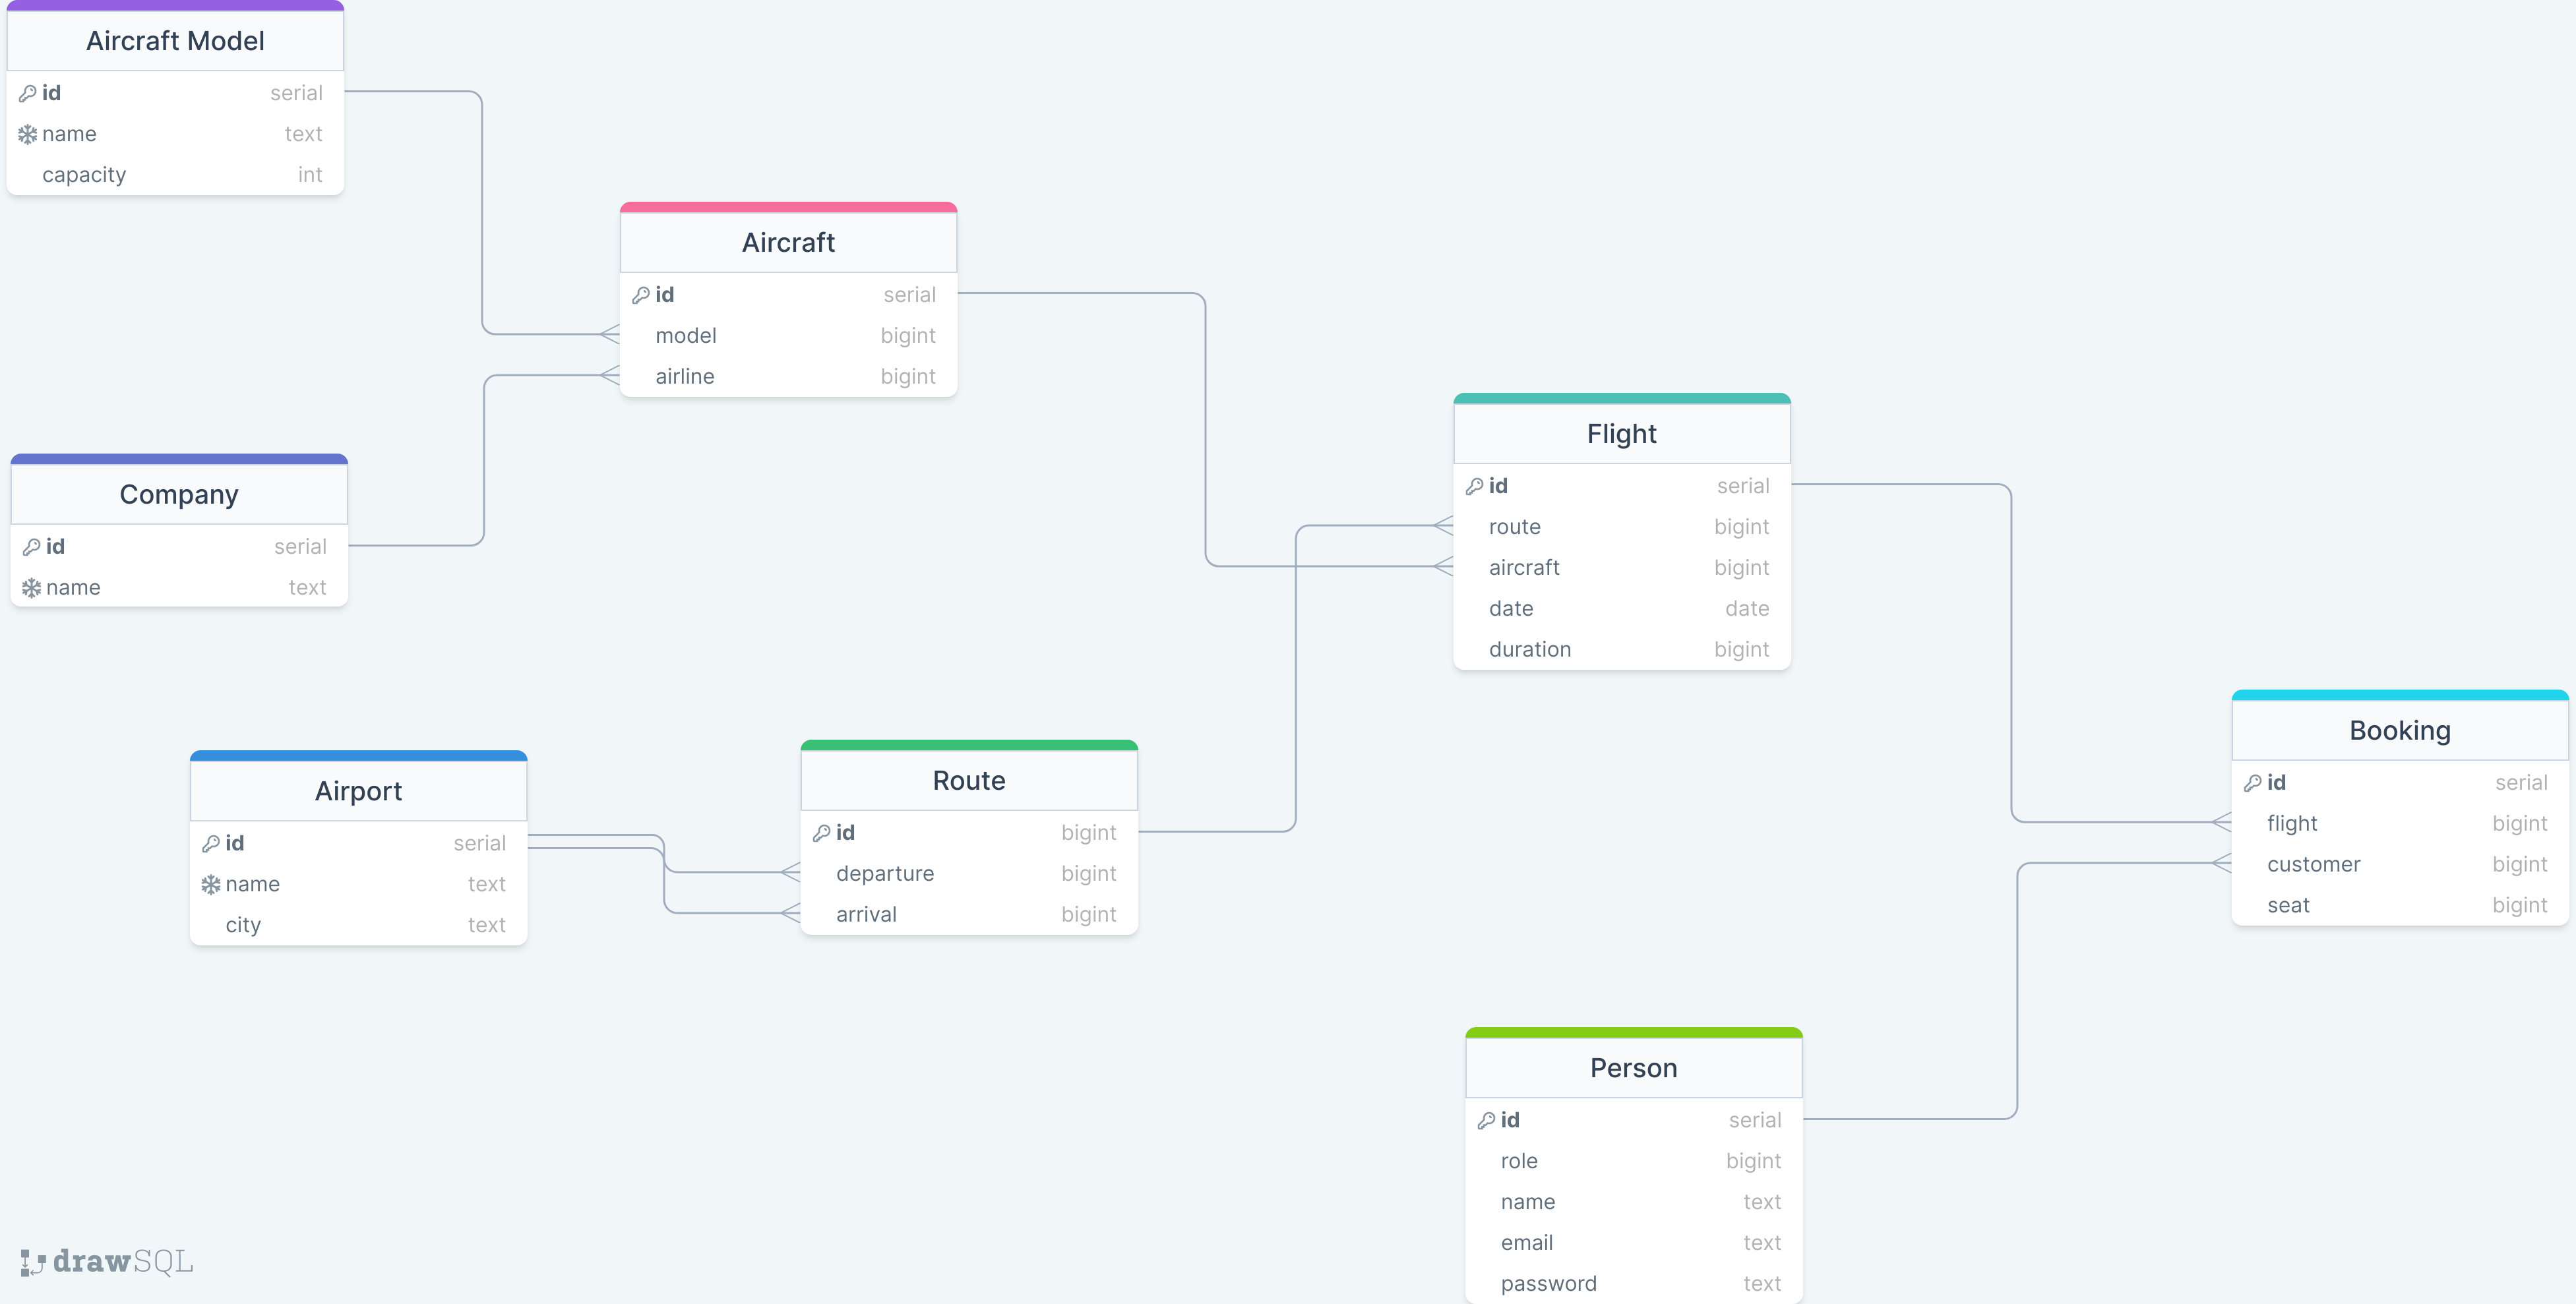 Aircraft Model
id serial
name text
capacity int
Aircraft
id serial
model bigint
airline bigint
Company
id serial
name text
Flight
id serial
route bigint
aircraft bigint
date date
duration bigint
Airport
id serial
name text
city text
Route
id bigint
departure bigint
arrival bigint
Booking
id serial
flight bigint
customer bigint
seat bigint
Person
id serial
role bigint
name text
email text
password text
drawSQL